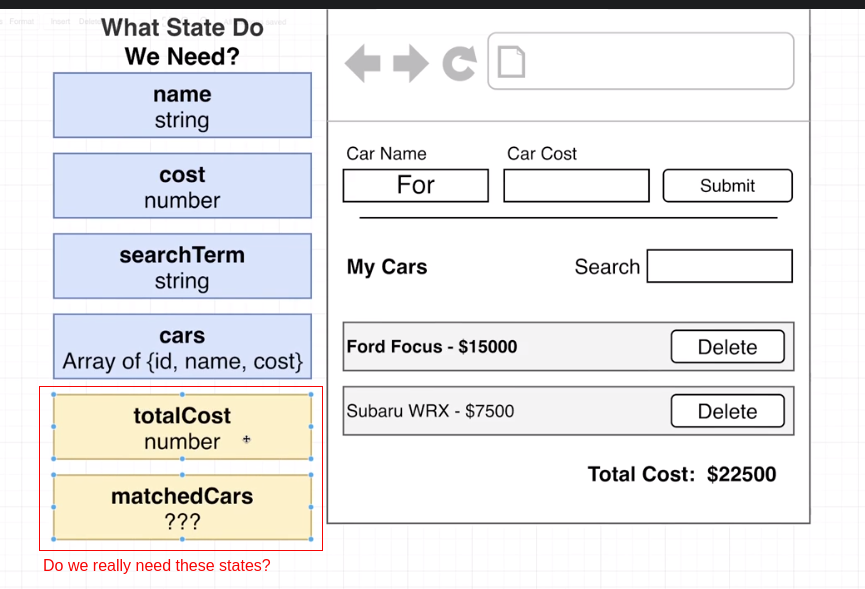 Format
Insert
What State Do
We Need?
name
string
cost
number
searchTerm
string
cars
Array of {id, name, cost}
totalCost
number
matchedCars
???
Do we really need these states?
Car Name
Car Cost
For
Submit
My Cars
Search
Ford Focus - $15000
Delete
Subaru WRX - $7500
Delete
Total Cost: $22500